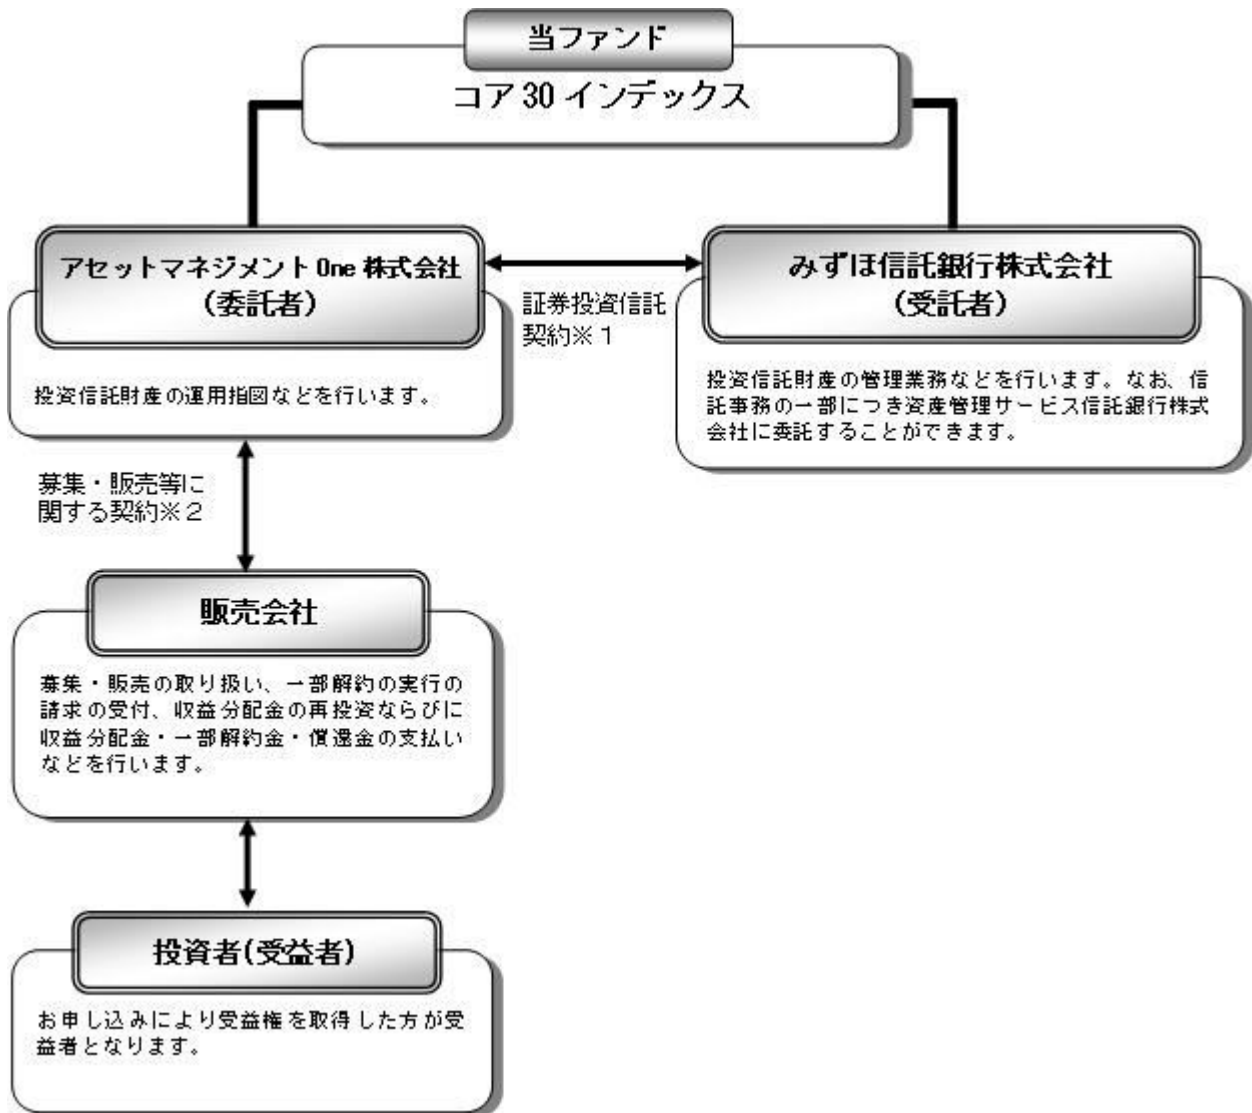 当ファンド
コア30インデックス
アセットマネジメントOne株式会社
(委託者)
投資信託財産の運用指図などを行います。
証券投資信託
契約※1
みずほ信託銀行株式会社
(受託者)
投資信託財産の管理業務などを行います。なお、信
託事務の一部につき資産管理サービス信託銀行株式
会社に委託することができます。
募集・販売等に
関する契約※2
販売会社
募集・販売の取り扱い、一部解約の実行の
請求の受付、収益分配金の再投資ならびに
収益分配金・一部解約金・償還金の支払い
などを行います。
投資者(受益者)
お申し込みにより受益権を取得した方が受
益者となります。